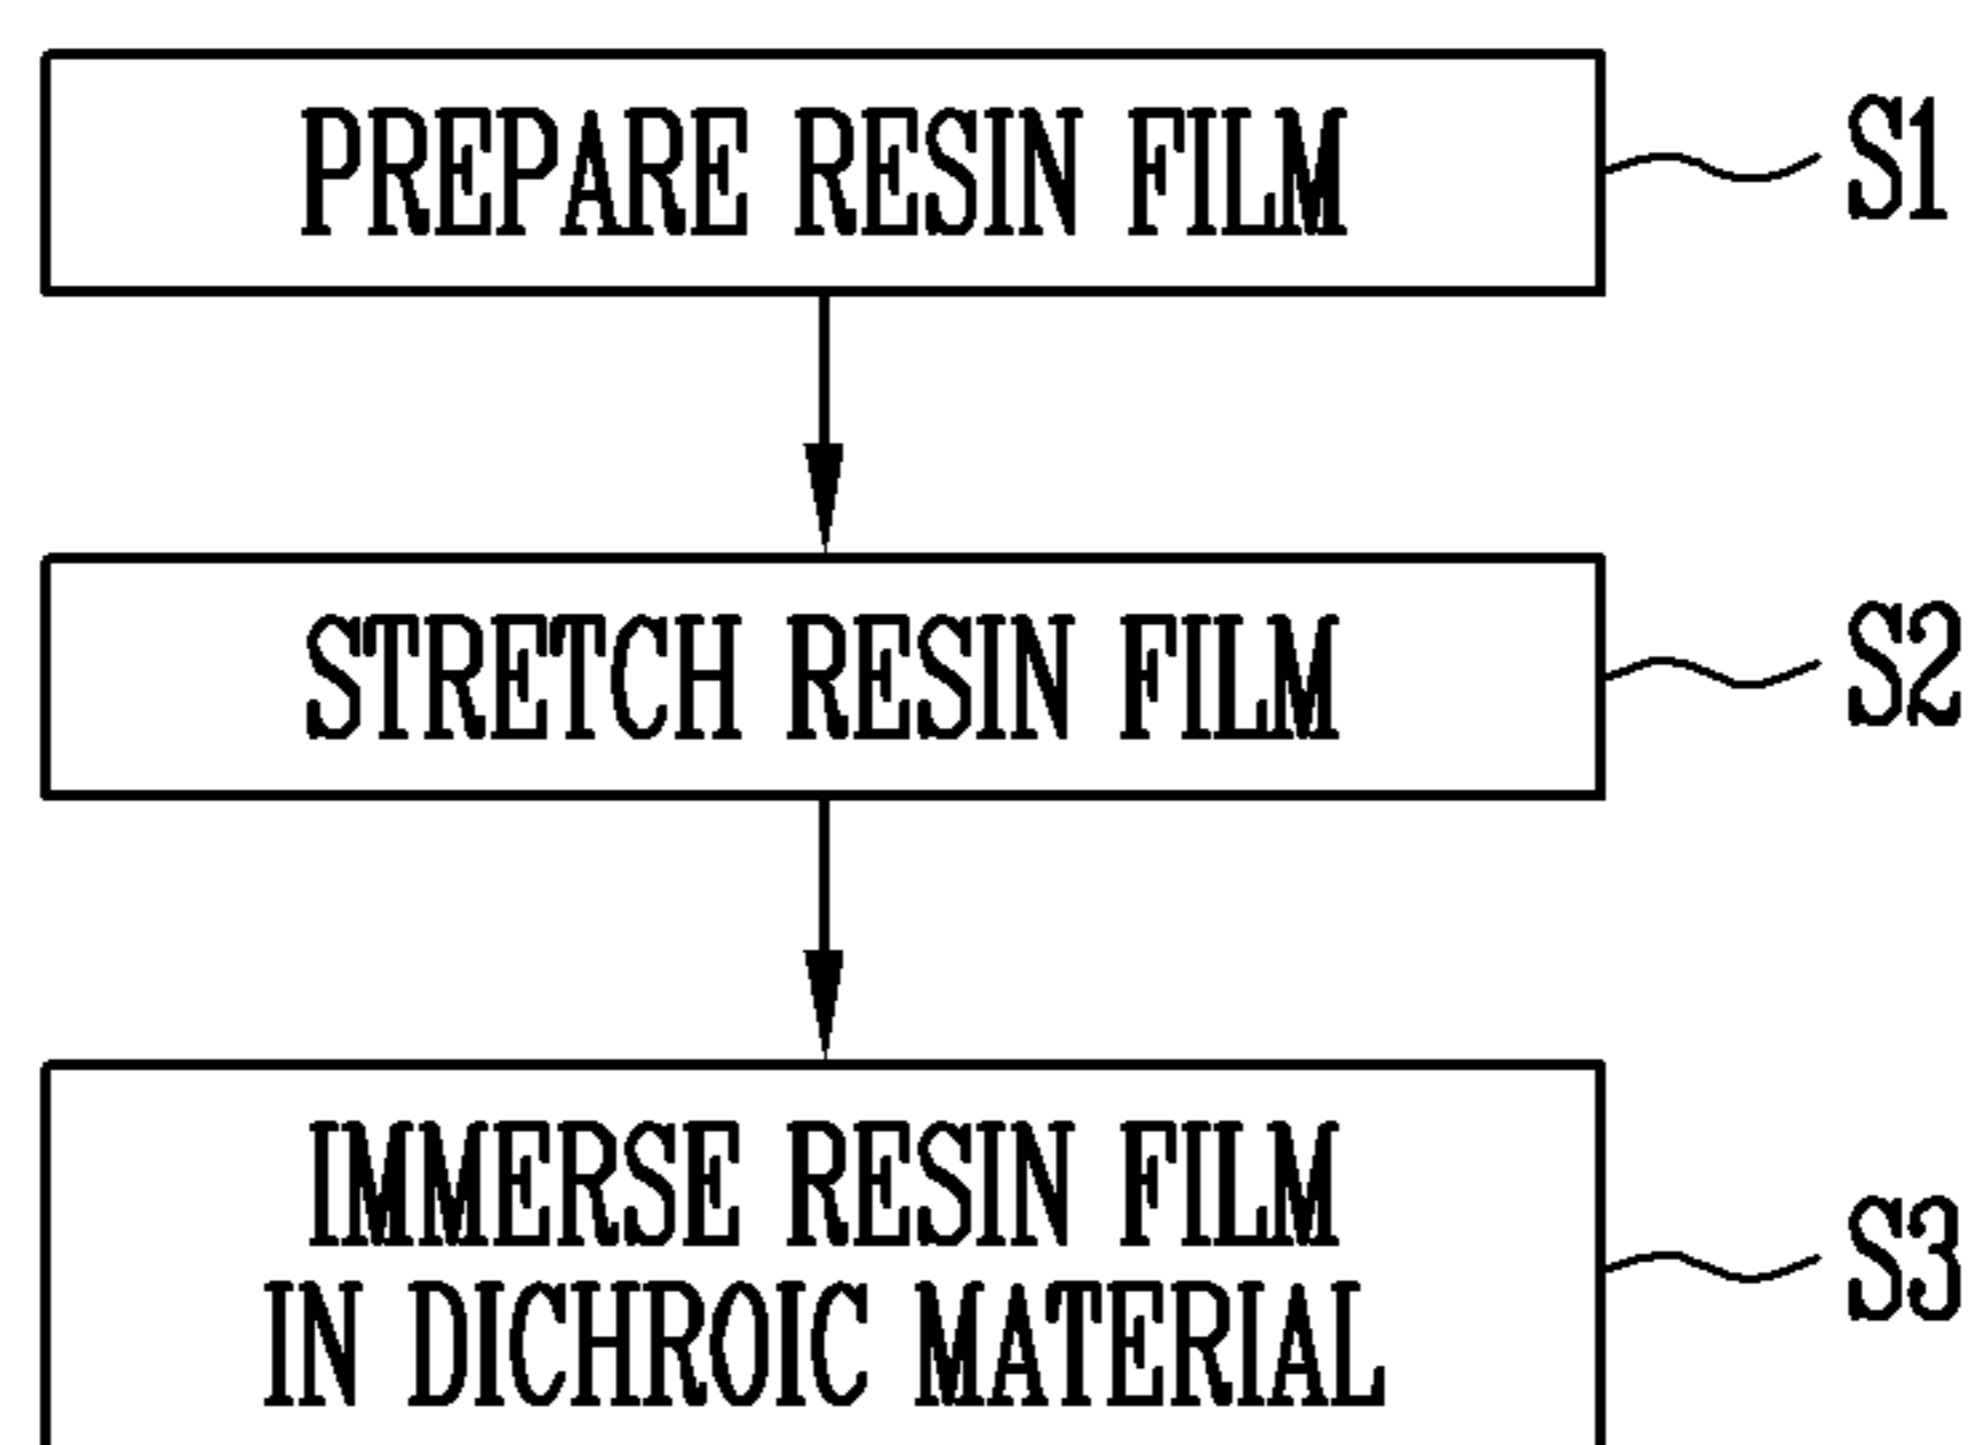 PREPARE RESIN FILM
S1
STRETCH RESIN FILM
S2
IMMERSE RESIN FILM
IN DICHROIC MATERIAL
S3